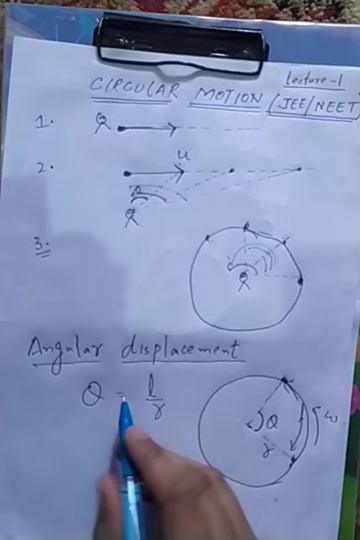 Lecture-1
CIRCULAR MOTION (JEE/NEET)
1.
2.
u
3.
Angular displacement
θ = l/r
θ
r
ω